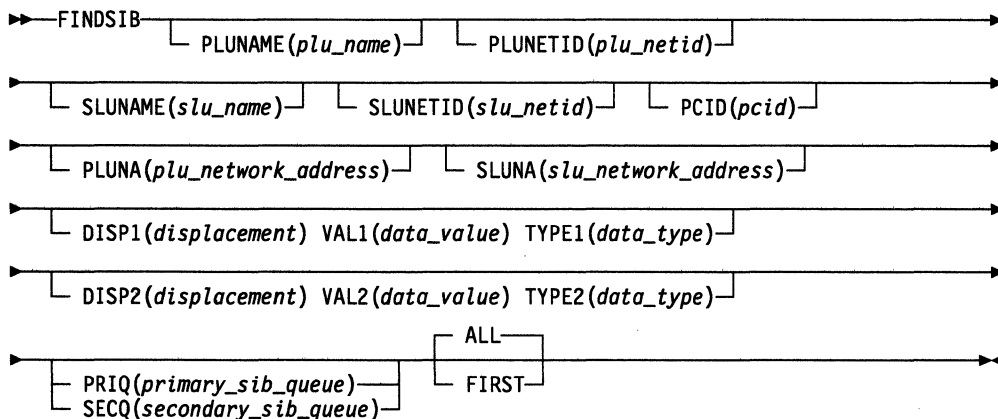 FINDSIB
PLUNAME(plu_name) PLUNETID(plu_netid)
SLUNAME(slu_name) SLUNETID(slu_netid) PCID(pcid)
PLUNA(plu_network_address) SLUNA(slu_network_address)
DISP1(displacement) VAL1(data_value) TYPE1(data_type)
DISP2(displacement) VAL2(data_value) TYPE2(data_type)
ALL
PRIQ(primary_sib_queue) FIRST
SECQ(secondary_sib_queue)